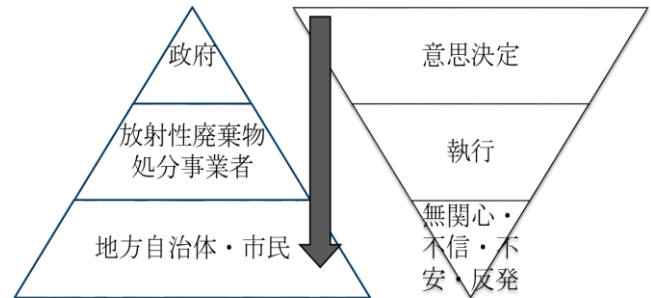 政府
放射性廃棄物
処分事業者
地方自治体・市民
意思決定
執行
無関心・
不信・不
安・反発